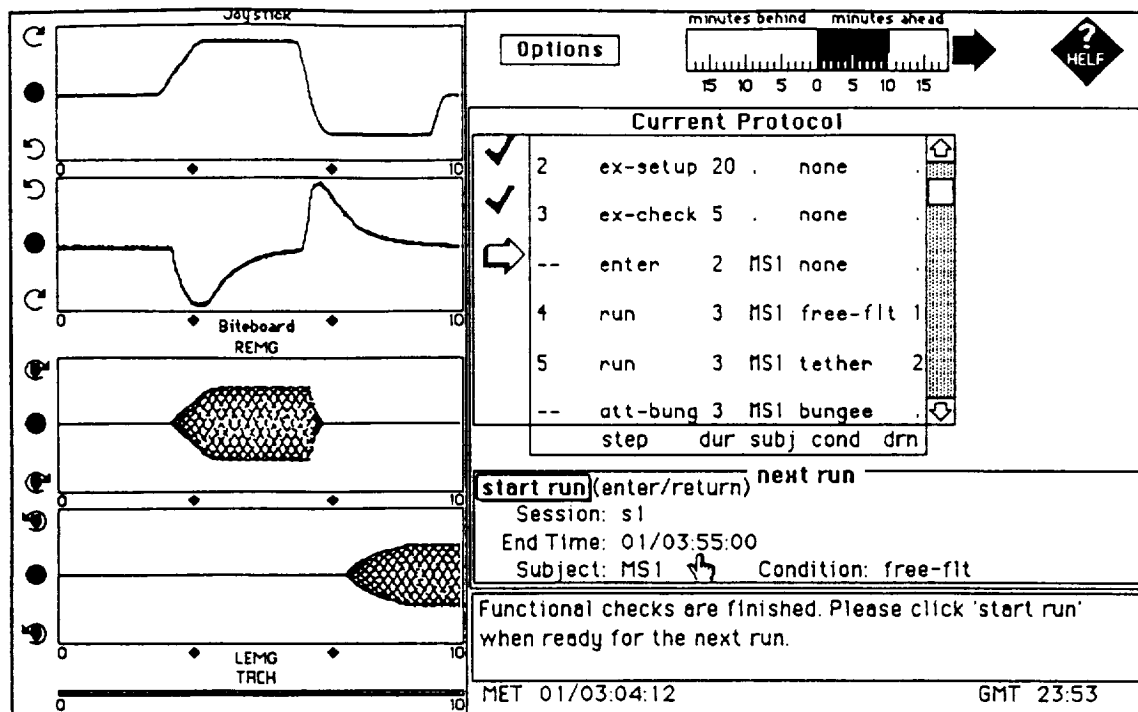 Joystick
0 10
0 10
Biteboard
REMG
0 10
0 10
LEMG
TACH
0 10
Options
minutes behind minutes ahead
15 10 5 0 5 10 15
?
HELP
Current Protocol
2 ex-setup 20 . none .
3 ex-check 5 . none .
-- enter 2 MS1 none .
4 run 3 MS1 free-flt 1
5 run 3 MS1 tether 2
-- att-bung 3 MS1 bungee .
step dur subj cond drn
next run
start run (enter/return)
Session: s1
End Time: 01/03:55:00
Subject: MS1 Condition: free-flt
Functional checks are finished. Please click 'start run'
when ready for the next run.
MET 01/03:04:12 GMT 23:53